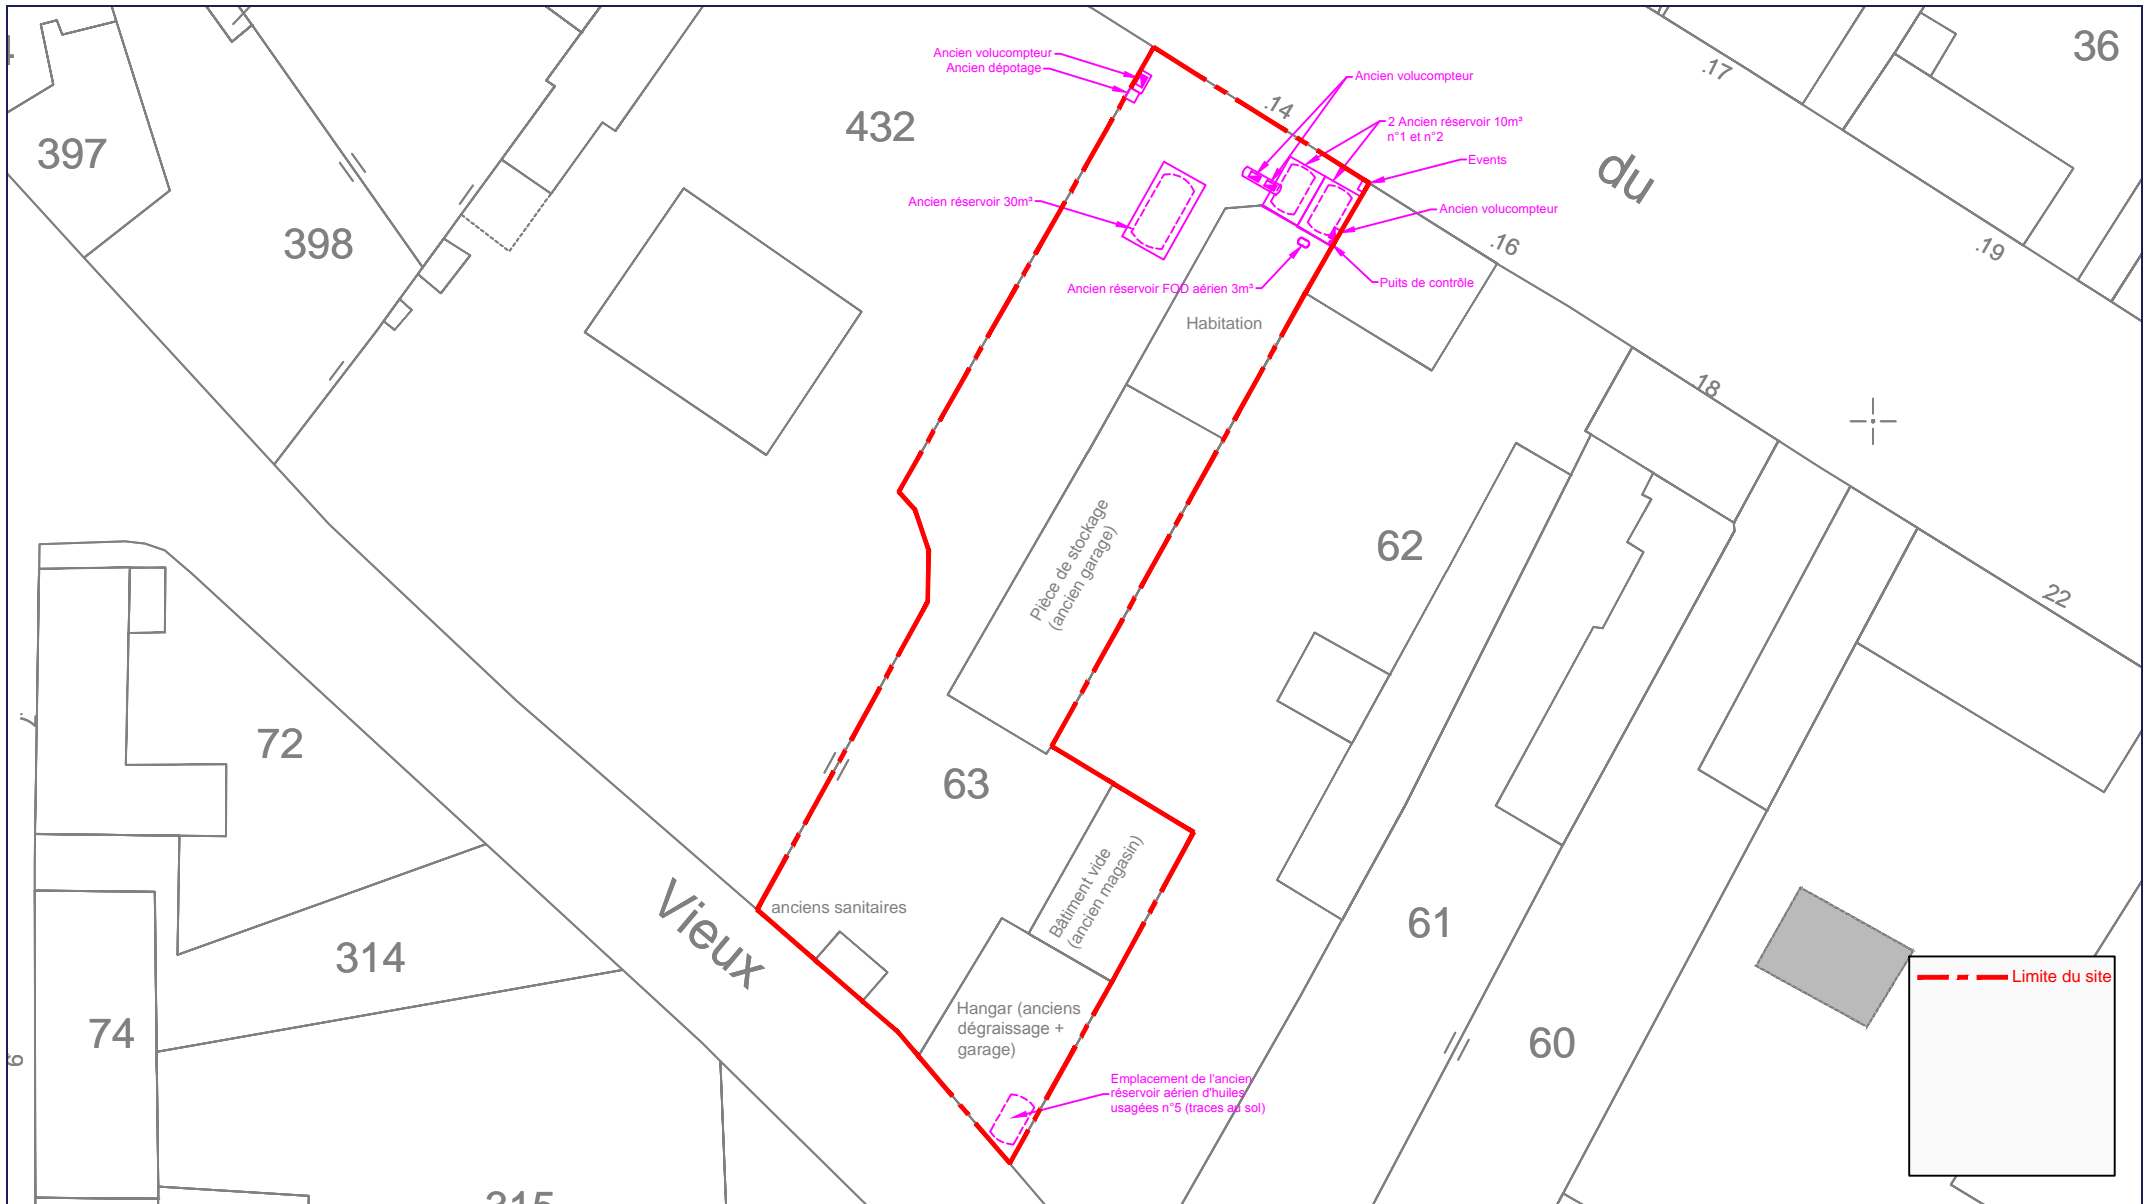 Ancien volucompteur
Ancien dépotage
Ancien volucompteur
2 Ancien réservoir 10m³
n°1 et n°2
Events
Ancien réservoir 30m³
Ancien volucompteur
Ancien réservoir FOD aérien 3m³
Puits de contrôle
Habitation
397
398
432
36
.14
.17
du
.16
.19
18
22
Pièce de stockage
(ancien garage)
62
72
63
Bâtiment vide
(ancien magasin)
anciens sanitaires
Vieux
314
61
74
60
Hangar (anciens
dégraissage +
garage)
Emplacement de l'ancien
réservoir aérien d'huiles
usagées n°5 (traces au sol)
Limite du site
315